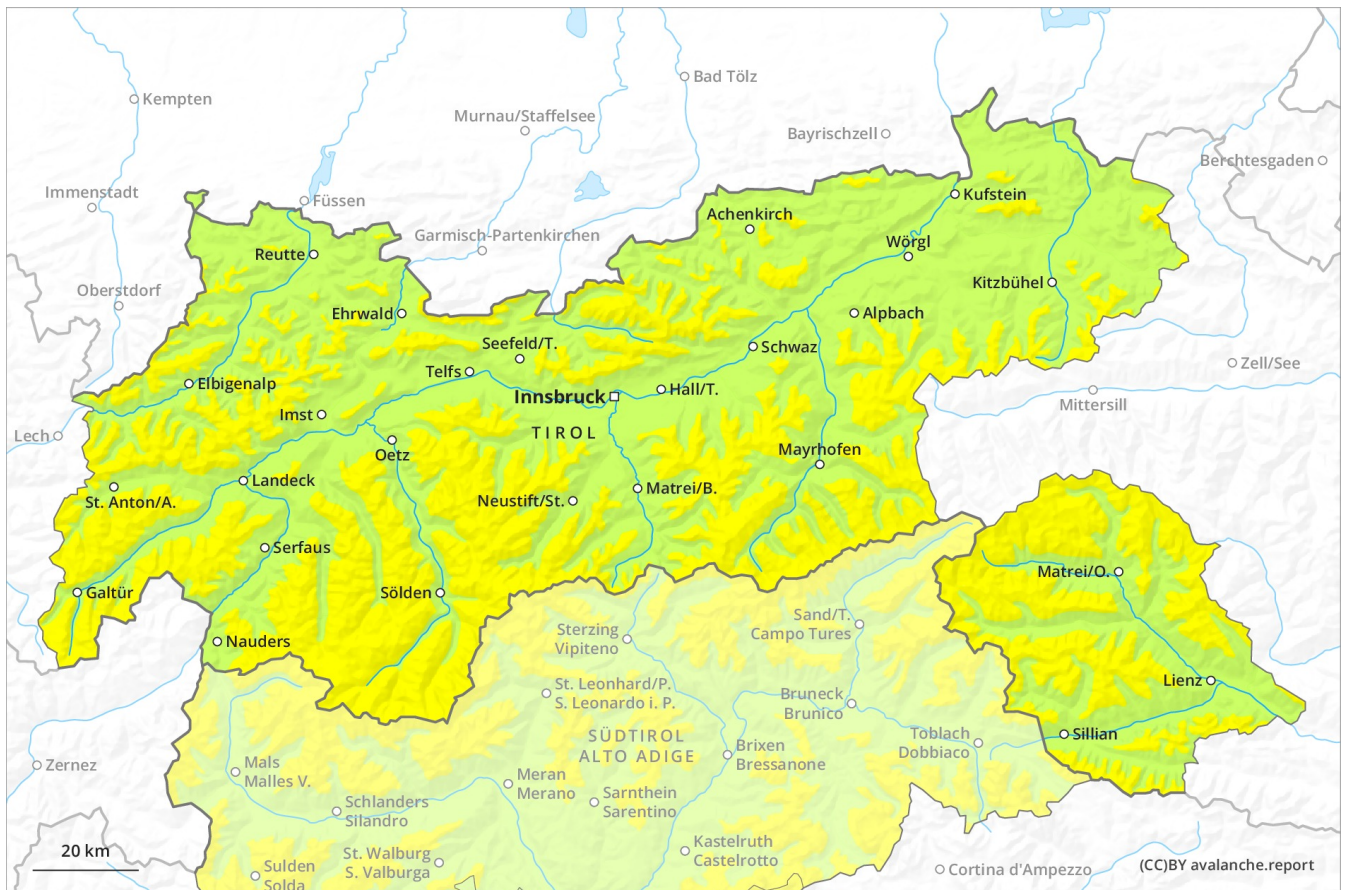 Bad Tölz
Kempten
Murnau/Staffelsee
Bayrischzell
Berchtesgaden
Immenstadt
Füssen
Kufstein
Achenkirch
Garmisch-Partenkirchen
Wörgl
Reutte
Kitzbühel
Oberstdorf
Ehrwald
Alpbach
Seefeld/T.
Schwaz
Zell/See
Telfs
Elbigenalp
Hall/T.
Innsbruck
Mittersill
Imst
TIROL
Lech
Oetz
Mayrhofen
Landeck
Matrei/B.
St. Anton/A.
Neustift/St.
Serfaus
Matrei/O.
Galtür
Sölden
Sand/T.
Campo Tures
Sterzing
Vipiteno
Nauders
Lienz
St. Leonhard/P.
S. Leonardo i. P.
Bruneck
Brunico
SÜDTIROL
ALTO ADIGE
Toblach
Dobbiaco
Sillian
Brixen
Bressanone
Zernez
Mals
Malles V.
Meran
Merano
Sarnthein
Sarentino
Schlanders
Silandro
Kastelruth
Castelrotto
20 km
St. Walburg
S. Valburga
Sulden
Solda
Cortina d'Ampezzo
(CC)BY avalanche.report